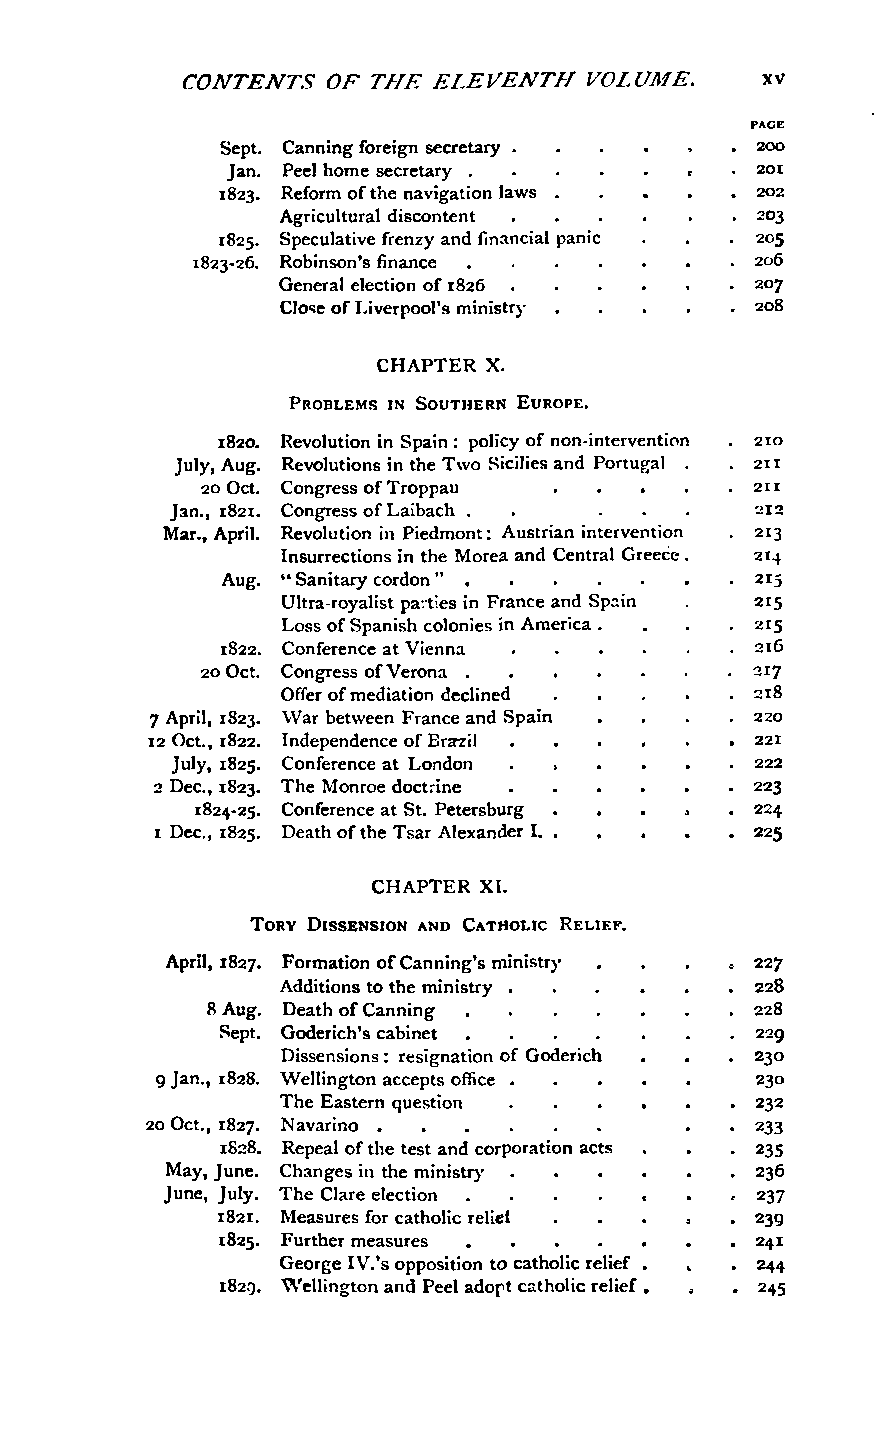 CONTENTS OF THE ELEVENTH VOLUME. xv
PAGE
Sept. Canning foreign secretary . . . . . . 200
Jan. Peel home secretary . . . . . . . 201
1823. Reform of the navigation laws . . . . . 202
Agricultural discontent . . . . . . 203
1825. Speculative frenzy and financial panic . . . 205
1823-26. Robinson's finance . . . . . . . 206
General election of 1826 . . . . . . 207
Close of Liverpool's ministry . . . . . 208
CHAPTER X.
PROBLEMS IN SOUTHERN EUROPE.
1820. Revolution in Spain : policy of non-intervention . 210
July, Aug. Revolutions in the Two Sicilies and Portugal . . 211
20 Oct. Congress of Troppau . . . . . 211
Jan., 1821. Congress of Laibach . . . . . 212
Mar., April. Revolution in Piedmont : Austrian intervention . 213
Insurrections in the Morea and Central Greece . 214
Aug. "Sanitary cordon" . . . . . . . 215
Ultra-royalist parties in France and Spain . 215
Loss of Spanish colonies in America . . . . 215
1822. Conference at Vienna . . . . . . 216
20 Oct. Congress of Verona . . . . . . . 217
Offer of mediation declined . . . . . 218
7 April, 1823. War between France and Spain . . . . 220
12 Oct., 1822. Independence of Brazil . . . . . . 221
July, 1825. Conference at London . . . . . . 222
2 Dec., 1823. The Monroe doctrine . . . . . . 223
1824-25. Conference at St. Petersburg . . . . . 224
1 Dec., 1825. Death of the Tsar Alexander I. . . . . . 225
CHAPTER XI.
TORY DISSENSION AND CATHOLIC RELIEF.
April, 1827. Formation of Canning's ministry . . . . 227
Additions to the ministry . . . . . . 228
8 Aug. Death of Canning . . . . . . . 228
Sept. Goderich's cabinet . . . . . . . 229
Dissensions : resignation of Goderich . . . 230
9 Jan., 1828. Wellington accepts office . . . . . 230
The Eastern question . . . . . . 232
20 Oct., 1827. Navarino . . . . . . . . 233
1828. Repeal of the test and corporation acts . . . 235
May, June. Changes in the ministry . . . . . . 236
June, July. The Clare election . . . . . . . 237
1821. Measures for catholic relief . . . . . 239
1825. Further measures . . . . . . . 241
George IV.'s opposition to catholic relief . . . 244
1829. Wellington and Peel adopt catholic relief . . . 245